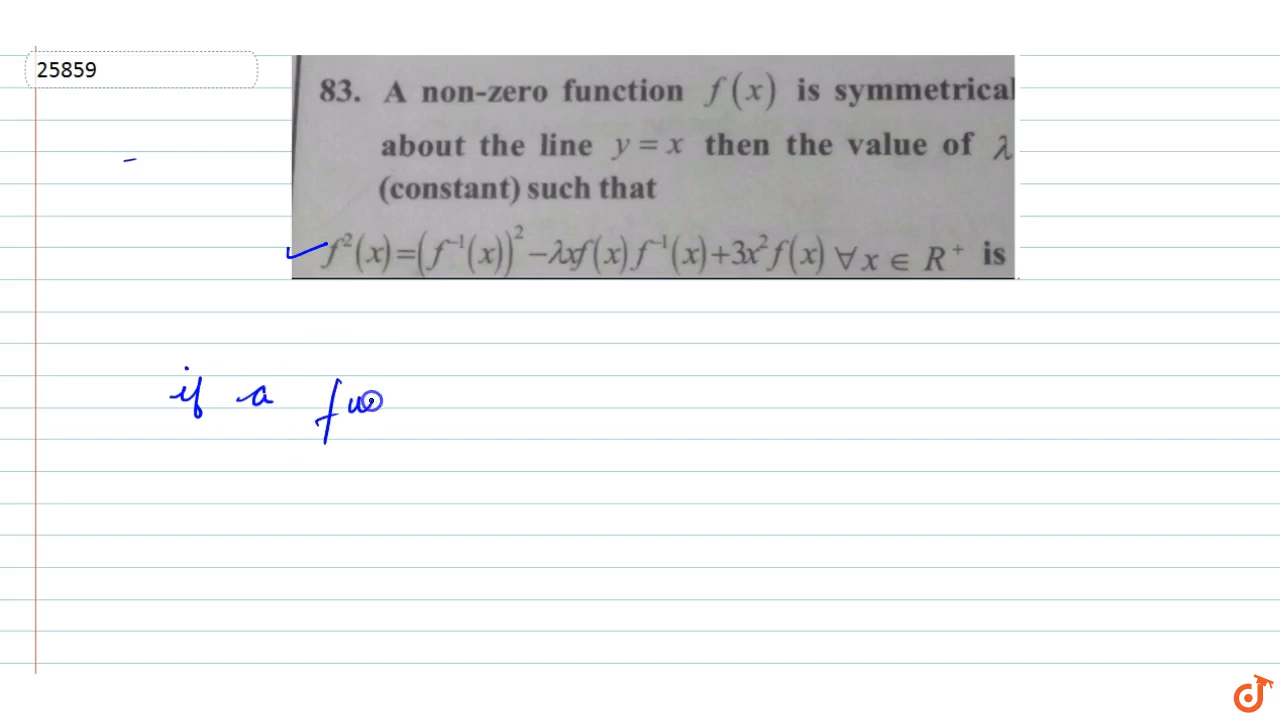 25859
83. A non-zero function f(x) is symmetrical
about the line y = x then the value of λ
(constant) such that
f²(x)=(f⁻¹(x))²−λxf(x)f⁻¹(x)+3x²f(x) ∀x ∈ R⁺ is
if a